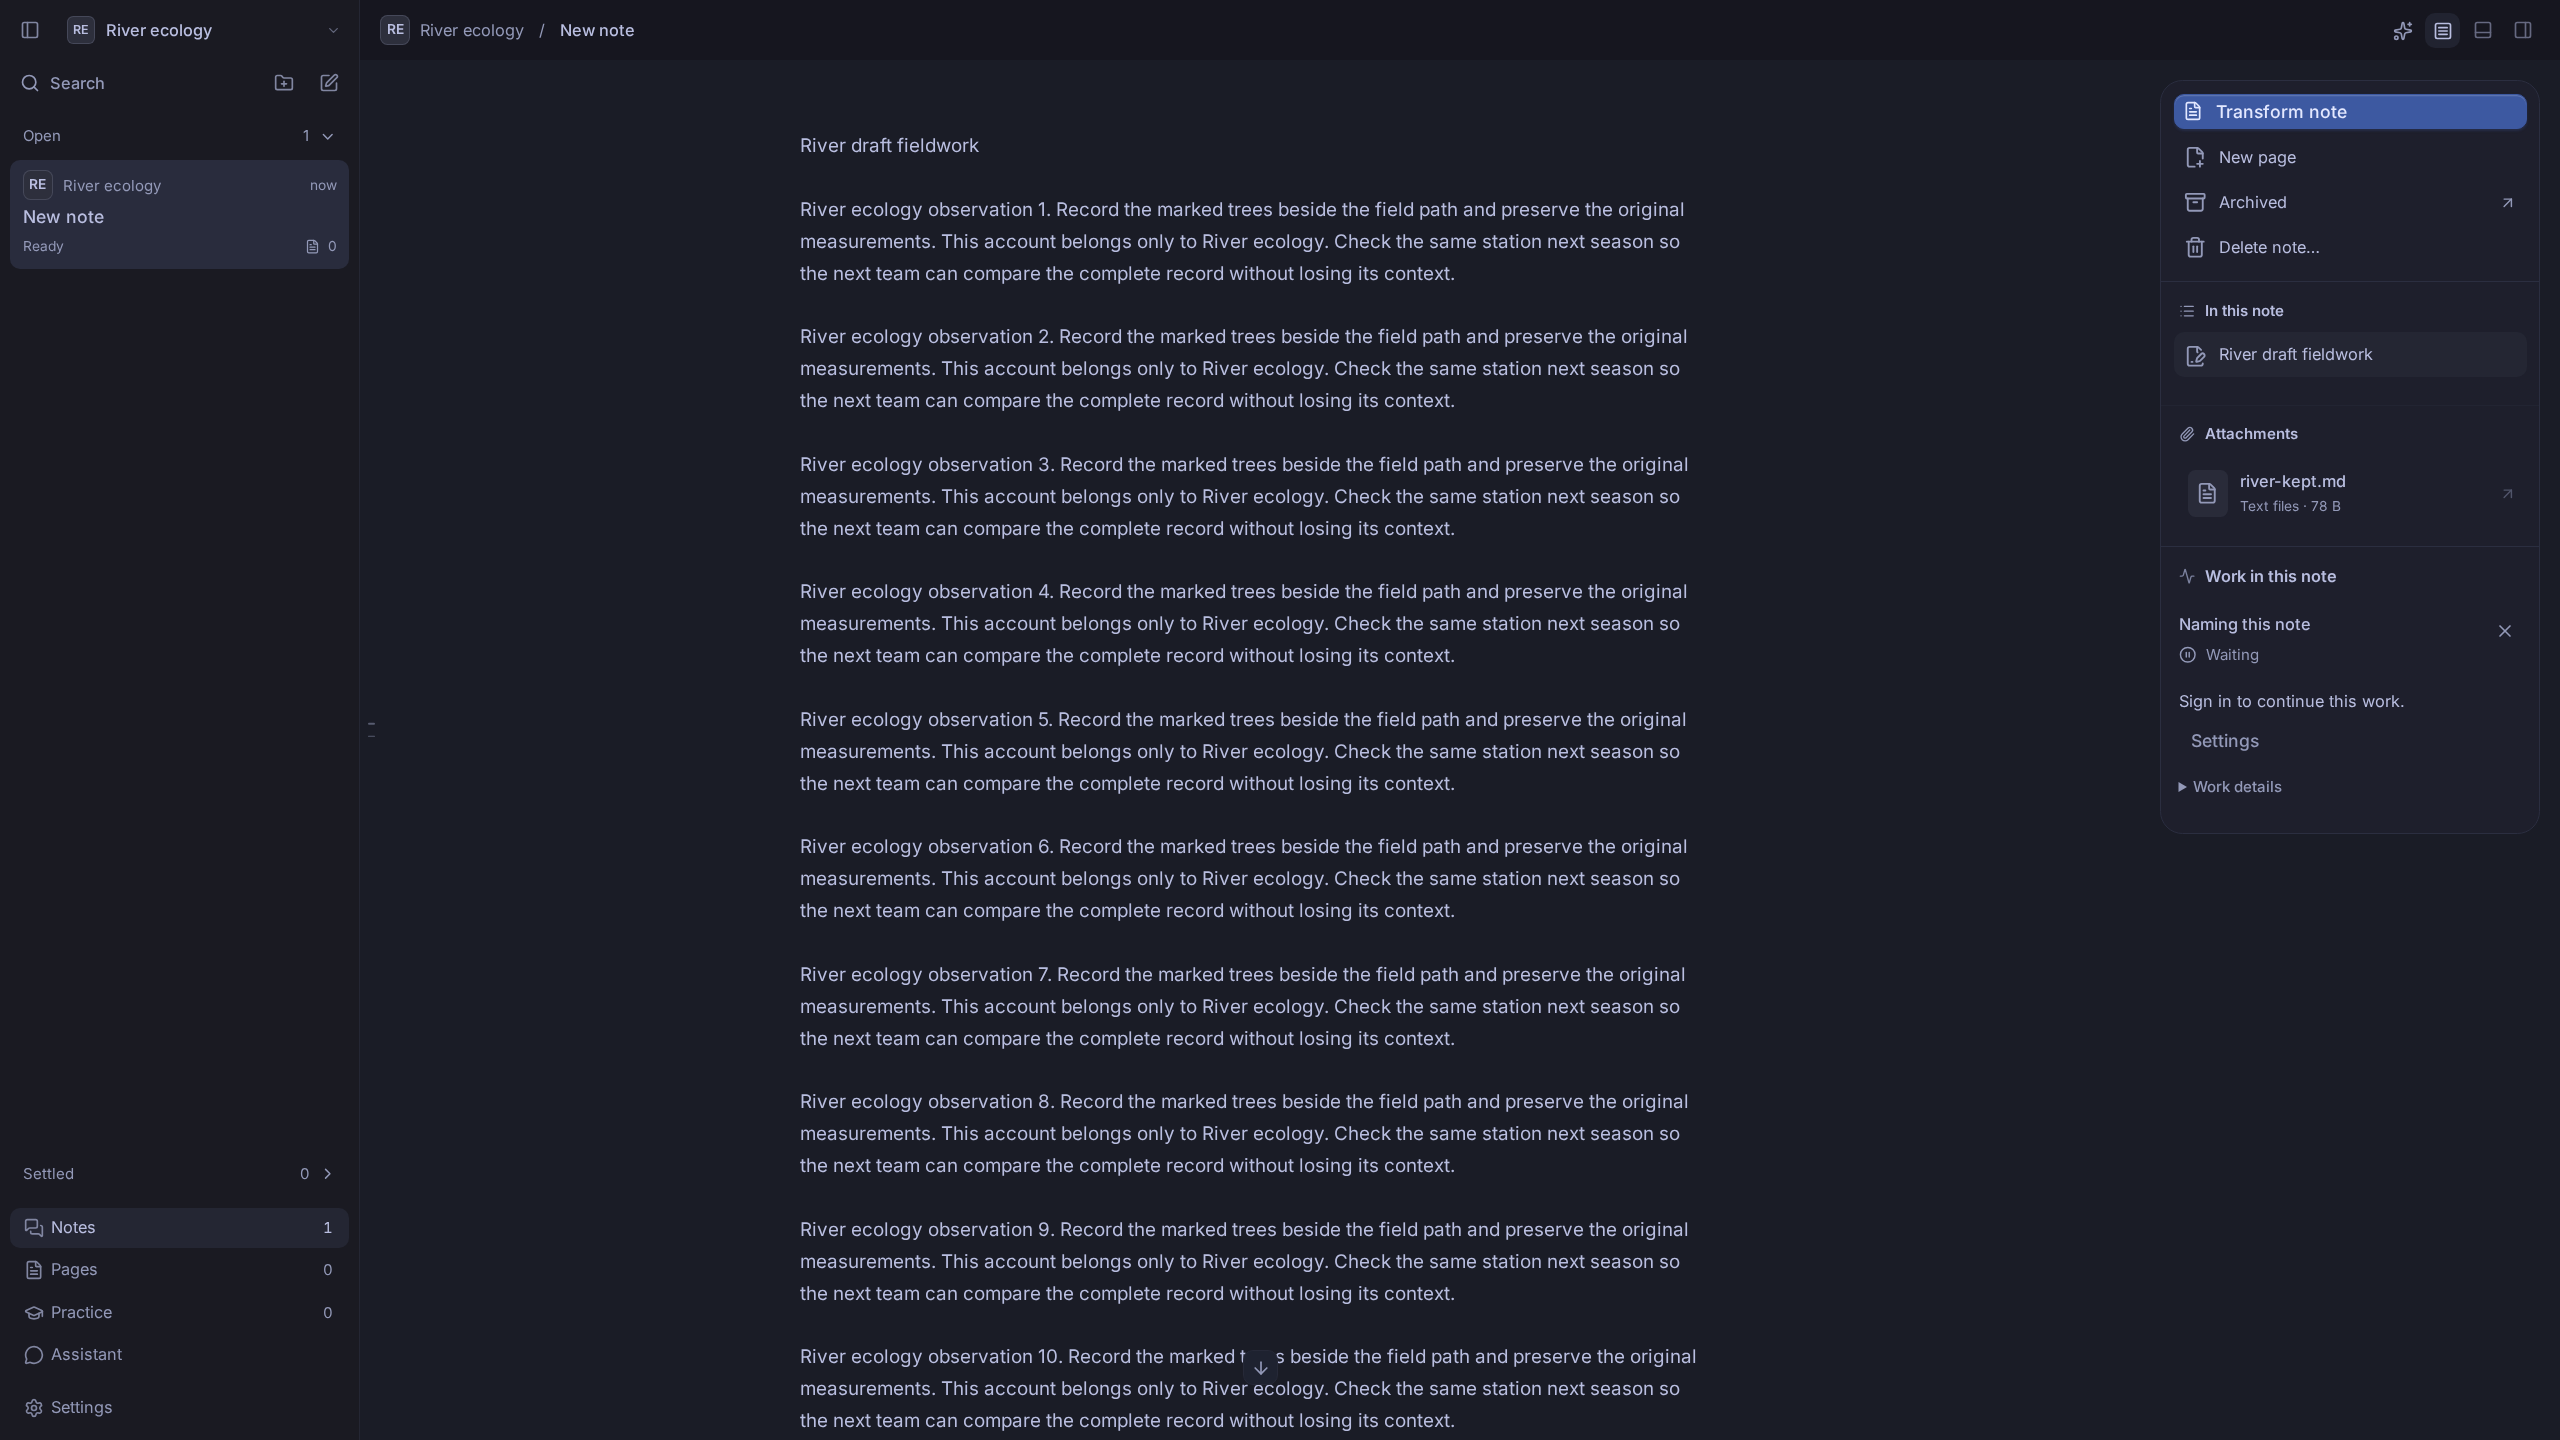 RE River ecology
Search
Open 1
RE River ecology now
New note
Ready 0
Settled 0
Notes 1
Pages 0
Practice 0
Assistant
Settings
RE River ecology / New note
River draft fieldwork
River ecology observation 1. Record the marked trees beside the field path and preserve the original
measurements. This account belongs only to River ecology. Check the same station next season so
the next team can compare the complete record without losing its context.
River ecology observation 2. Record the marked trees beside the field path and preserve the original
measurements. This account belongs only to River ecology. Check the same station next season so
the next team can compare the complete record without losing its context.
River ecology observation 3. Record the marked trees beside the field path and preserve the original
measurements. This account belongs only to River ecology. Check the same station next season so
the next team can compare the complete record without losing its context.
River ecology observation 4. Record the marked trees beside the field path and preserve the original
measurements. This account belongs only to River ecology. Check the same station next season so
the next team can compare the complete record without losing its context.
River ecology observation 5. Record the marked trees beside the field path and preserve the original
measurements. This account belongs only to River ecology. Check the same station next season so
the next team can compare the complete record without losing its context.
River ecology observation 6. Record the marked trees beside the field path and preserve the original
measurements. This account belongs only to River ecology. Check the same station next season so
the next team can compare the complete record without losing its context.
River ecology observation 7. Record the marked trees beside the field path and preserve the original
measurements. This account belongs only to River ecology. Check the same station next season so
the next team can compare the complete record without losing its context.
River ecology observation 8. Record the marked trees beside the field path and preserve the original
measurements. This account belongs only to River ecology. Check the same station next season so
the next team can compare the complete record without losing its context.
River ecology observation 9. Record the marked trees beside the field path and preserve the original
measurements. This account belongs only to River ecology. Check the same station next season so
the next team can compare the complete record without losing its context.
River ecology observation 10. Record the marked trees beside the field path and preserve the original
measurements. This account belongs only to River ecology. Check the same station next season so
the next team can compare the complete record without losing its context.
Transform note
New page
Archived
Delete note...
In this note
River draft fieldwork
Attachments
river-kept.md
Text files · 78 B
Work in this note
Naming this note
Waiting
Sign in to continue this work.
Settings
Work details